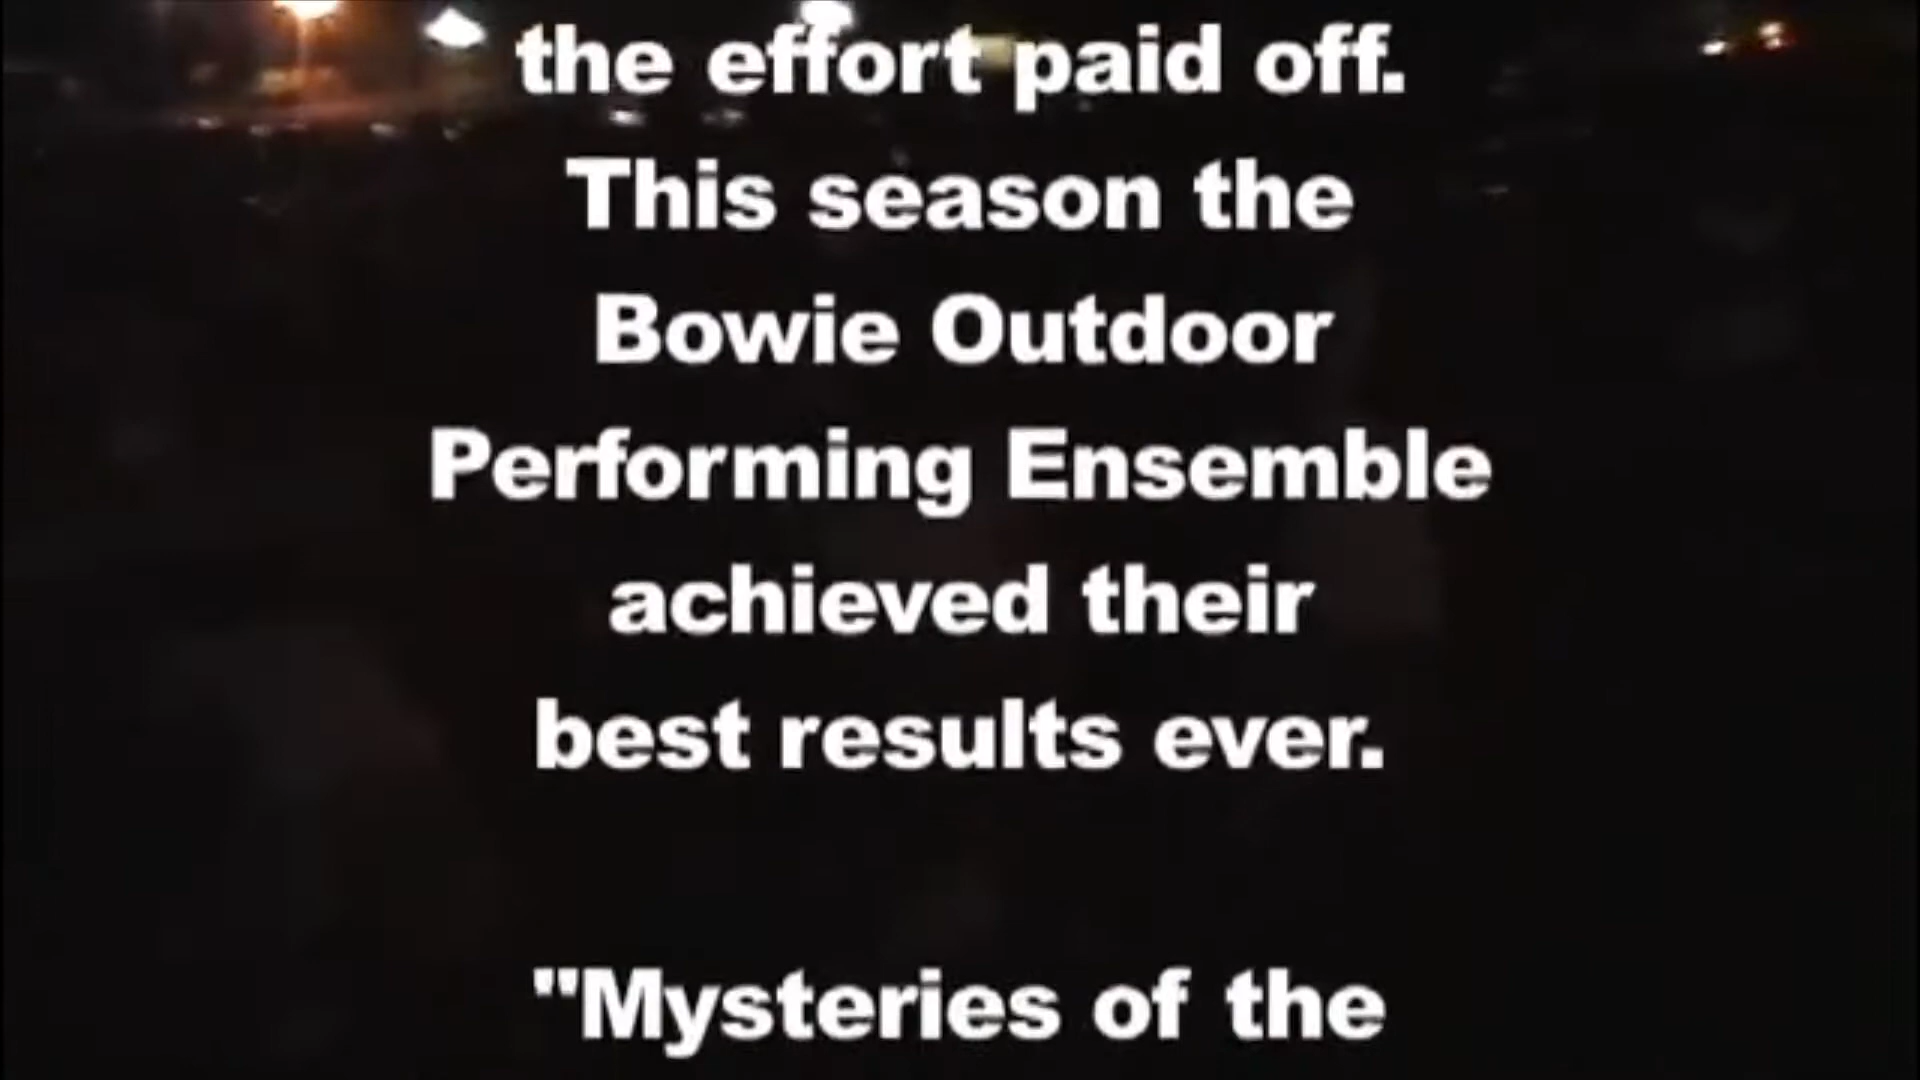 the effort paid off.
This season the
Bowie Outdoor
Performing Ensemble
achieved their
best results ever.
"Mysteries of the